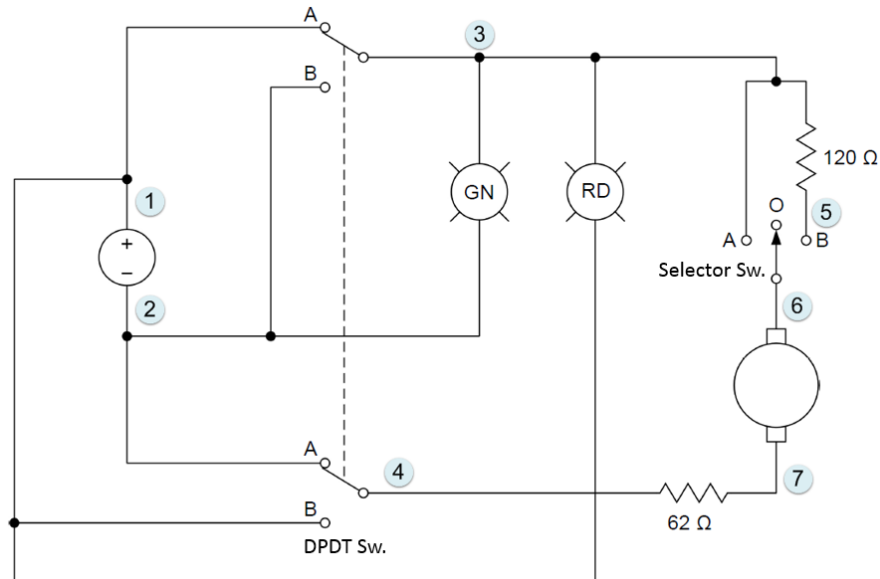 A
3
B
GN
RD
120 Ω
1
+
−
O
5
A
B
Selector Sw.
2
6
A
4
7
B
62 Ω
DPDT Sw.